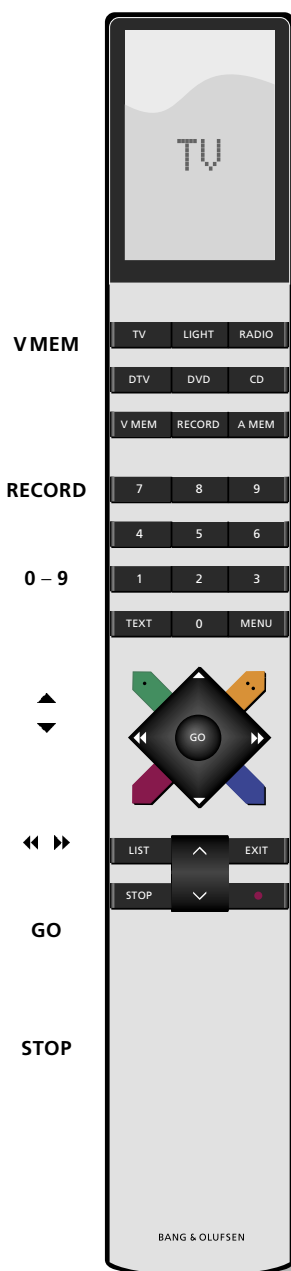 TV
V MEM
TV LIGHT RADIO
DTV DVD CD
V MEM RECORD A MEM
RECORD
7 8 9
4 5 6
0 – 9
1 2 3
TEXT 0 MENU
GO
LIST EXIT
STOP
GO
STOP
BANG & OLUFSEN